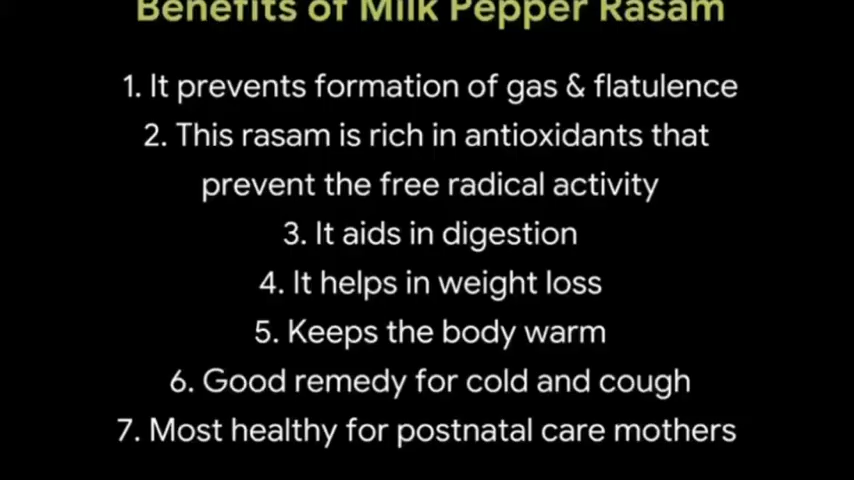 Benefits of Milk Pepper Rasam
1. It prevents formation of gas & flatulence
2. This rasam is rich in antioxidants that
prevent the free radical activity
3. It aids in digestion
4. It helps in weight loss
5. Keeps the body warm
6. Good remedy for cold and cough
7. Most healthy for postnatal care mothers